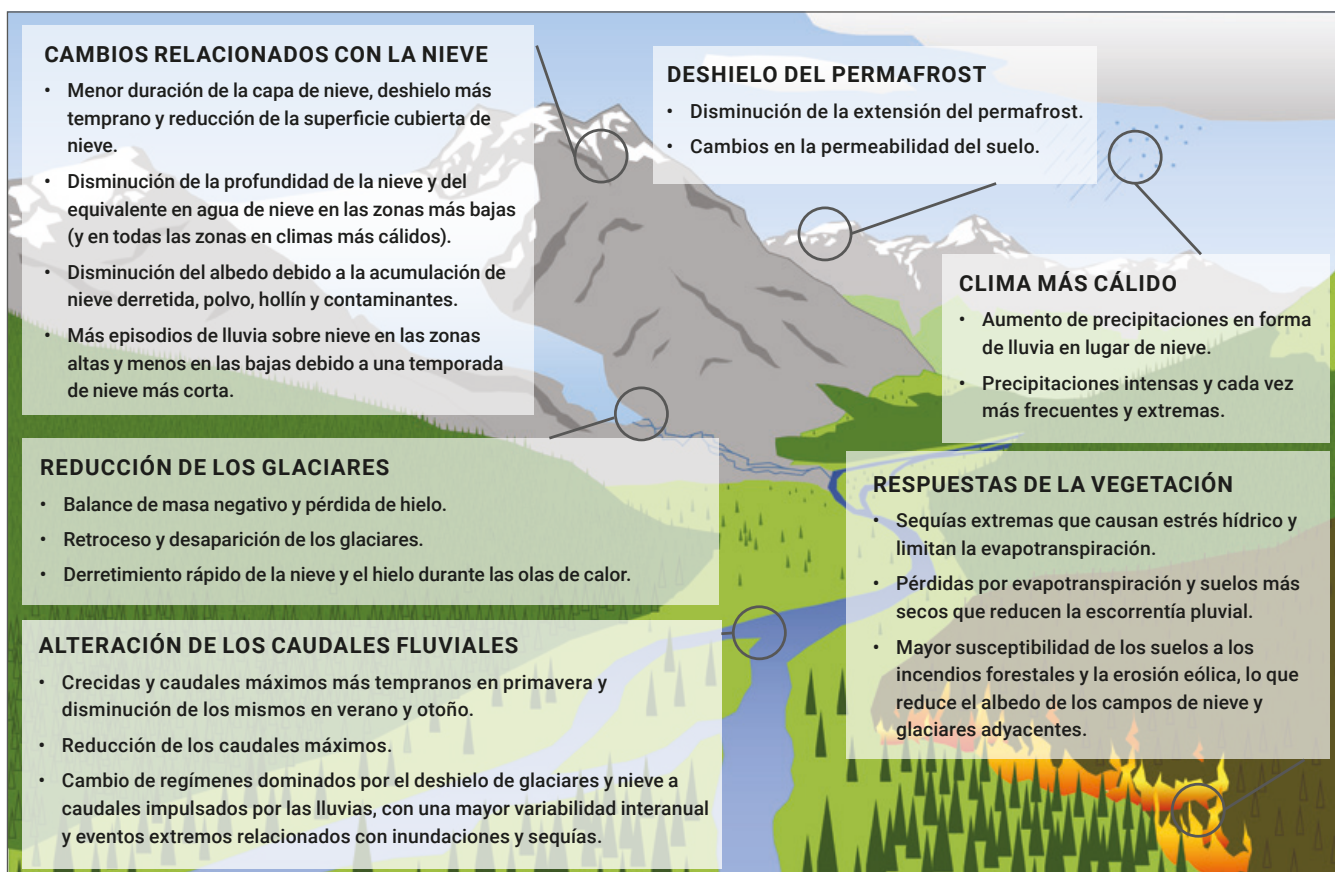 CAMBIOS RELACIONADOS CON LA NIEVE
• Menor duración de la capa de nieve, deshielo más
temprano y reducción de la superficie cubierta de
nieve.
• Disminución de la profundidad de la nieve y del
equivalente en agua de nieve en las zonas más bajas
(y en todas las zonas en climas más cálidos).
• Disminución del albedo debido a la acumulación de
nieve derretida, polvo, hollín y contaminantes.
• Más episodios de lluvia sobre nieve en las zonas
altas y menos en las bajas debido a una temporada
de nieve más corta.
DESHIELO DEL PERMAFROST
• Disminución de la extensión del permafrost.
• Cambios en la permeabilidad del suelo.
CLIMA MÁS CÁLIDO
• Aumento de precipitaciones en forma
de lluvia en lugar de nieve.
• Precipitaciones intensas y cada vez
más frecuentes y extremas.
REDUCCIÓN DE LOS GLACIARES
• Balance de masa negativo y pérdida de hielo.
• Retroceso y desaparición de los glaciares.
• Derretimiento rápido de la nieve y el hielo durante las olas de calor.
RESPUESTAS DE LA VEGETACIÓN
• Sequías extremas que causan estrés hídrico y
limitan la evapotranspiración.
• Pérdidas por evapotranspiración y suelos más
secos que reducen la escorrentía pluvial.
• Mayor susceptibilidad de los suelos a los
incendios forestales y la erosión eólica, lo que
reduce el albedo de los campos de nieve y
glaciares adyacentes.
ALTERACIÓN DE LOS CAUDALES FLUVIALES
• Crecidas y caudales máximos más tempranos en primavera y
disminución de los mismos en verano y otoño.
• Reducción de los caudales máximos.
• Cambio de regímenes dominados por el deshielo de glaciares y nieve a
caudales impulsados por las lluvias, con una mayor variabilidad interanual
y eventos extremos relacionados con inundaciones y sequías.